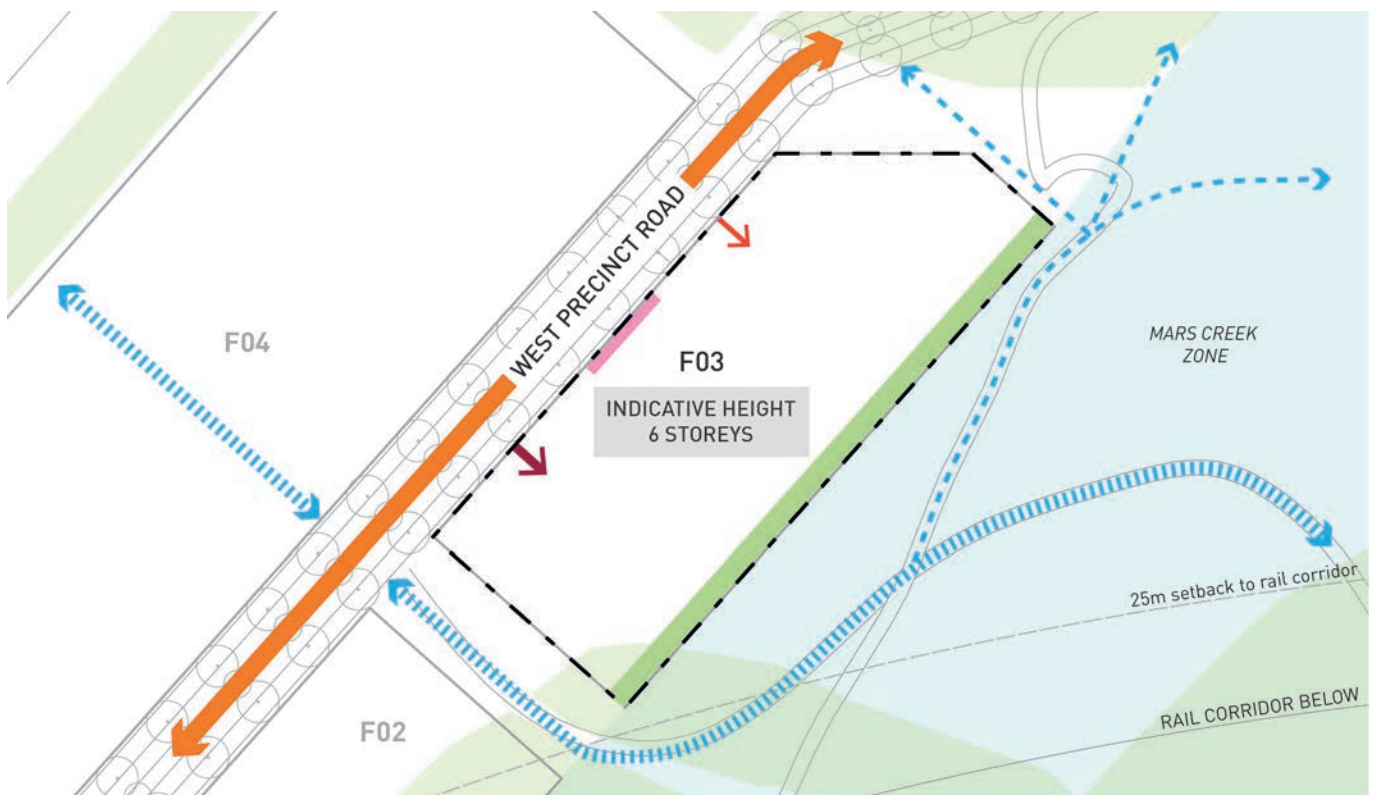 WEST PRECINCT ROAD
F04
F03
INDICATIVE HEIGHT
6 STOREYS
MARS CREEK
ZONE
25m setback to rail corridor
RAIL CORRIDOR BELOW
F02